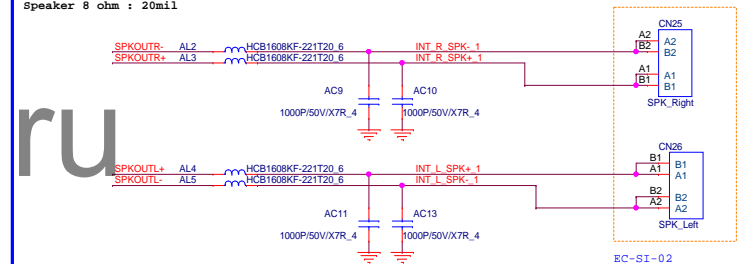 Speaker 8 ohm : 20mil
CN25
SPKOUTR- AL2 HCB1608KF-221T20_6 INT_R_SPK-_1 A2 A2
B2 B2
SPKOUTR+ AL3 HCB1608KF-221T20_6 INT_R_SPK+_1
A1 A1
B1 B1
SPK_Right
AC9 AC10
1000P/50V/X7R_4 1000P/50V/X7R_4
ru
CN26
B1 B1
SPKOUTL+ AL4 HCB1608KF-221T20_6 INT_L_SPK+_1 A1 A1
SPKOUTL- AL5 HCB1608KF-221T20_6 INT_L_SPK-_1
B2 B2
A2 A2
SPK_Left
AC11 AC13
1000P/50V/X7R_4 1000P/50V/X7R_4
EC-SI-02